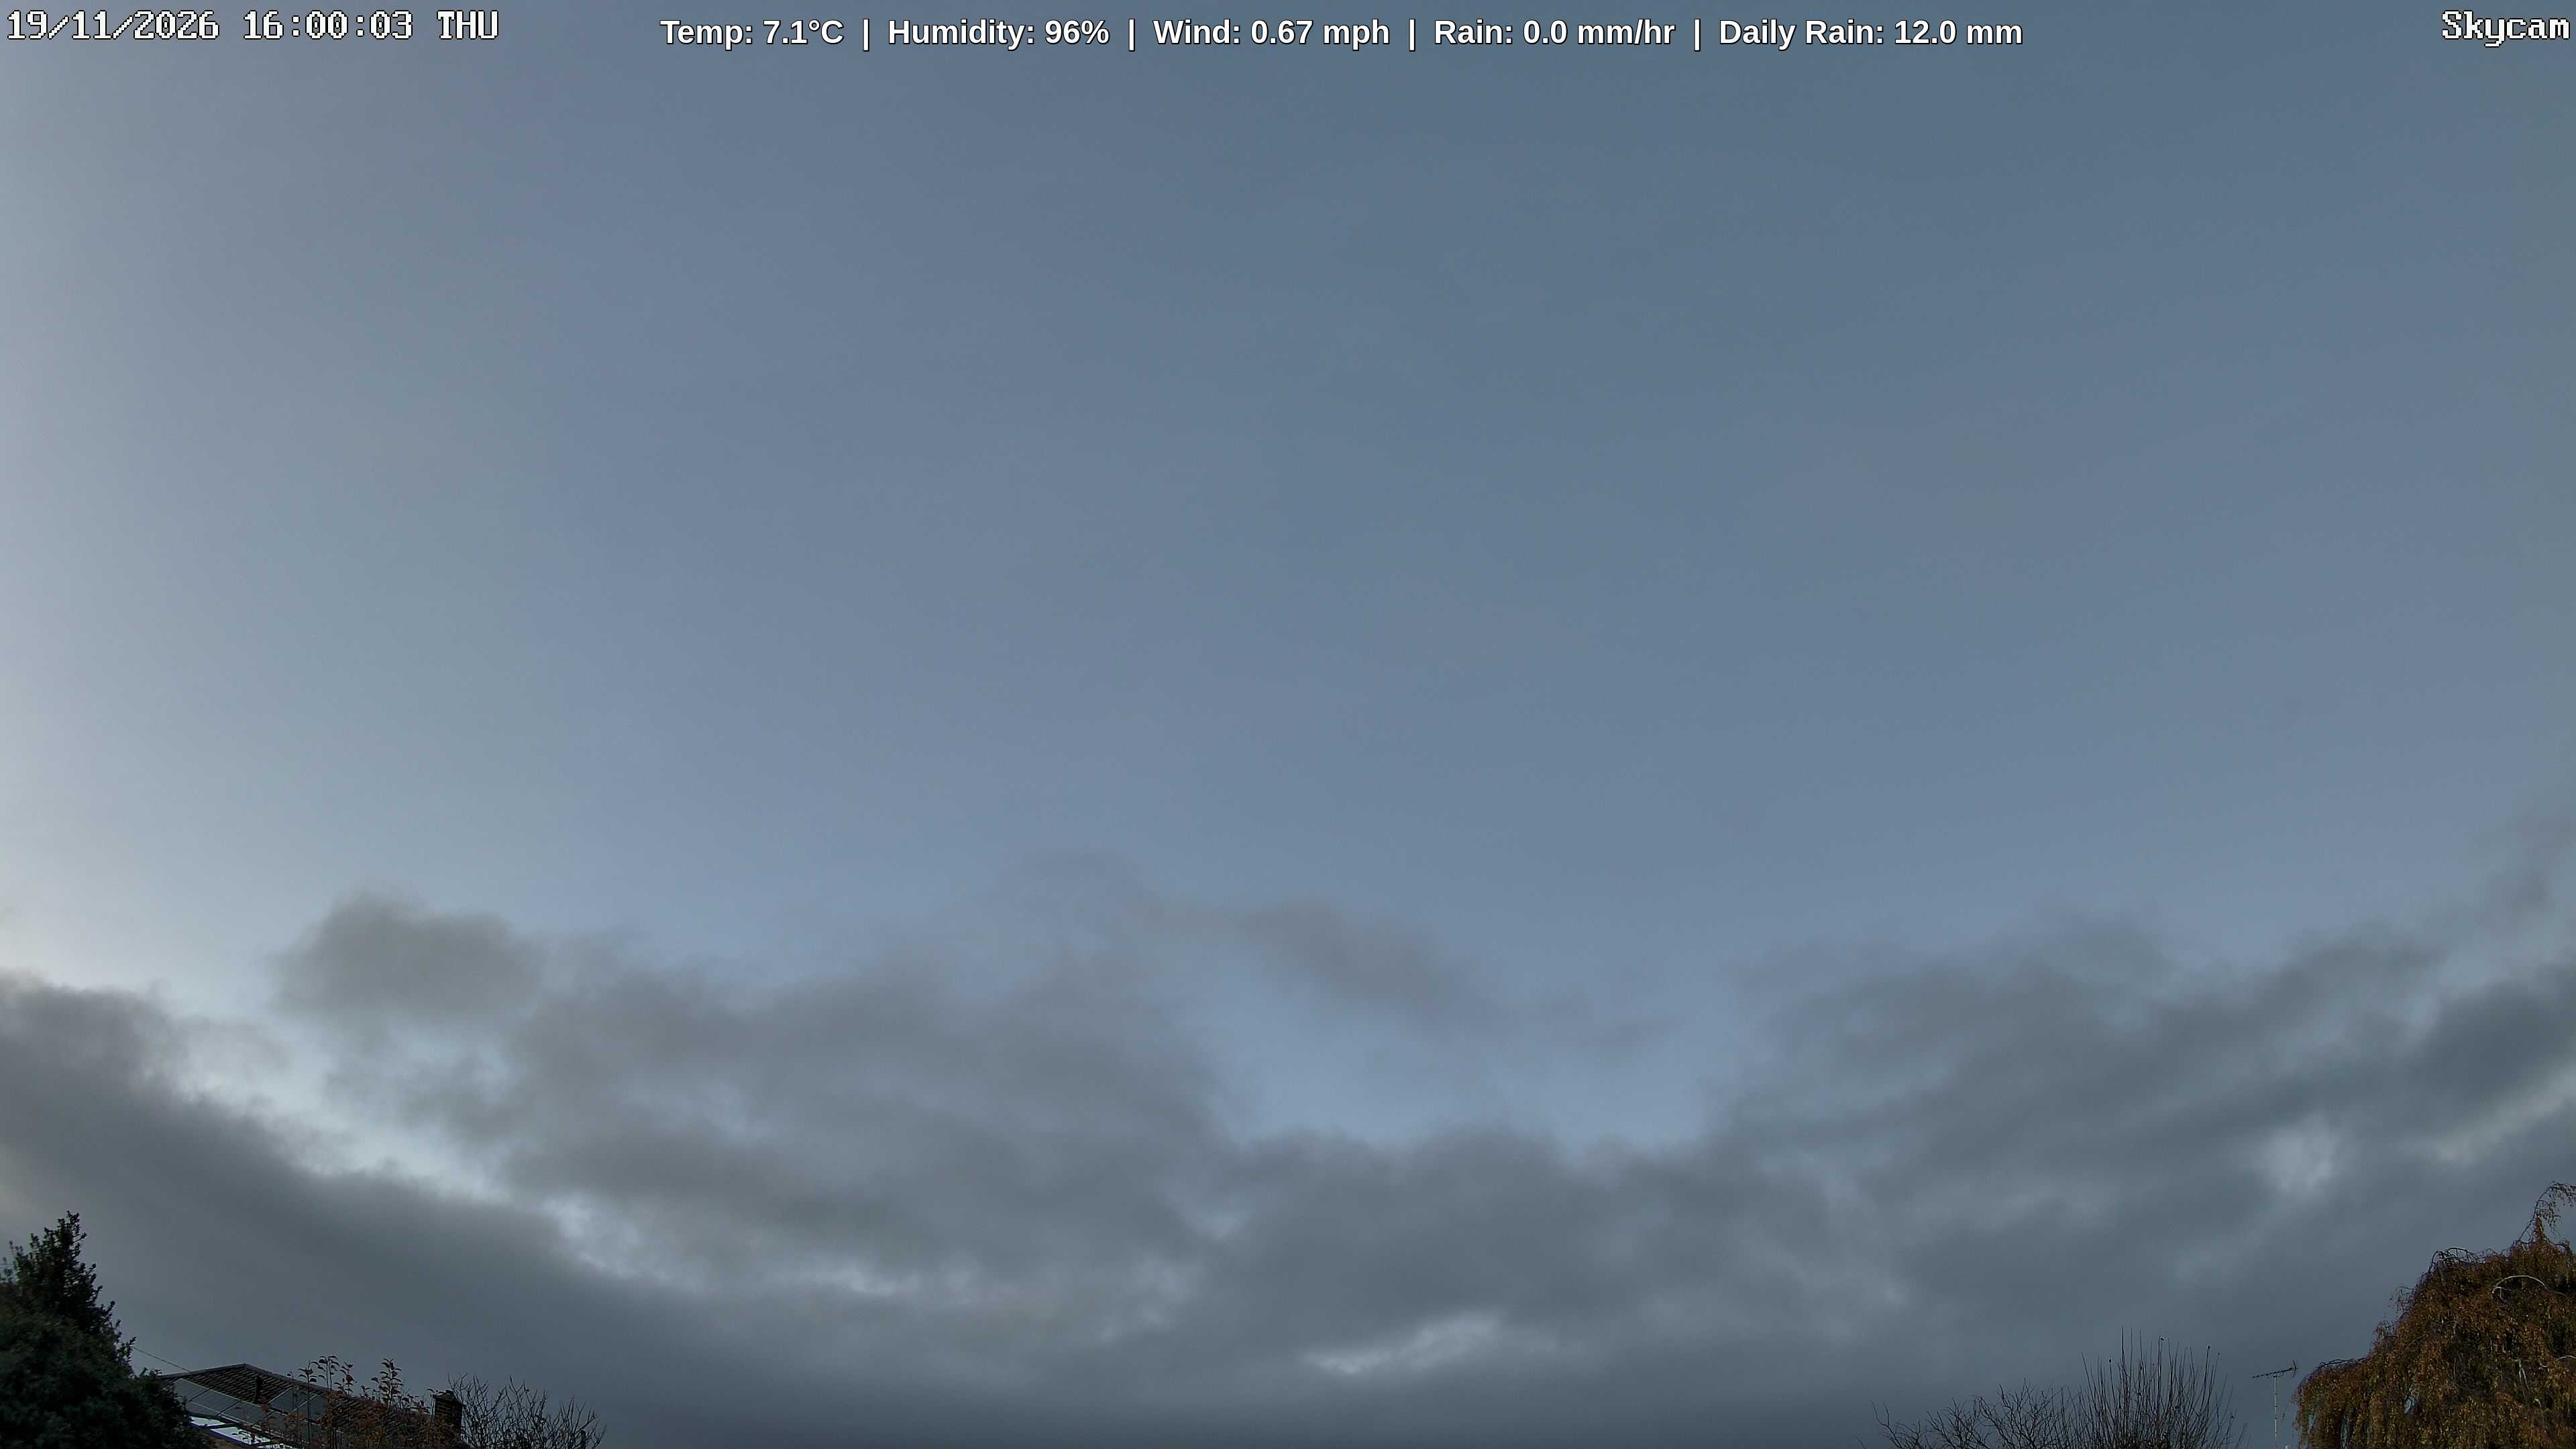 19/11/2026 16:00:03 THU
Temp: 7.1°C | Humidity: 96% | Wind: 0.67 mph | Rain: 0.0 mm/hr | Daily Rain: 12.0 mm
Skycam